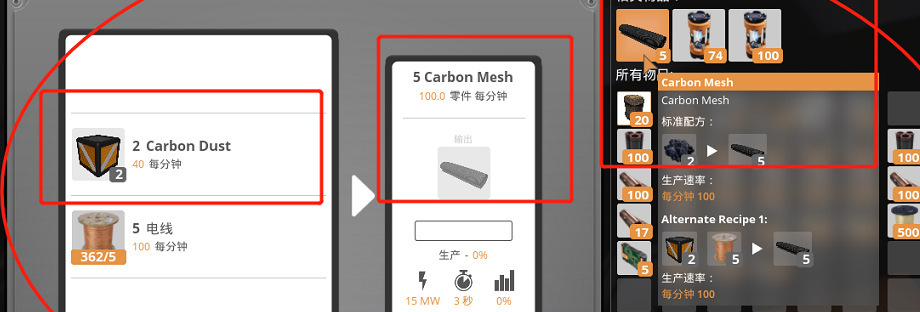 2 Carbon Dust
40 每分钟
2
5 电线
100 每分钟
362/5
5 Carbon Mesh
100.0 零件 每分钟
输出
生产 - 0%
15 MW
3 秒
0%
5
74
100
所有物品:
20
100
100
17
5
Carbon Mesh
Carbon Mesh
标准配方：
2
5
生产速率：
每分钟 100
Alternate Recipe 1:
2
5
5
生产速率：
每分钟 100
100
500